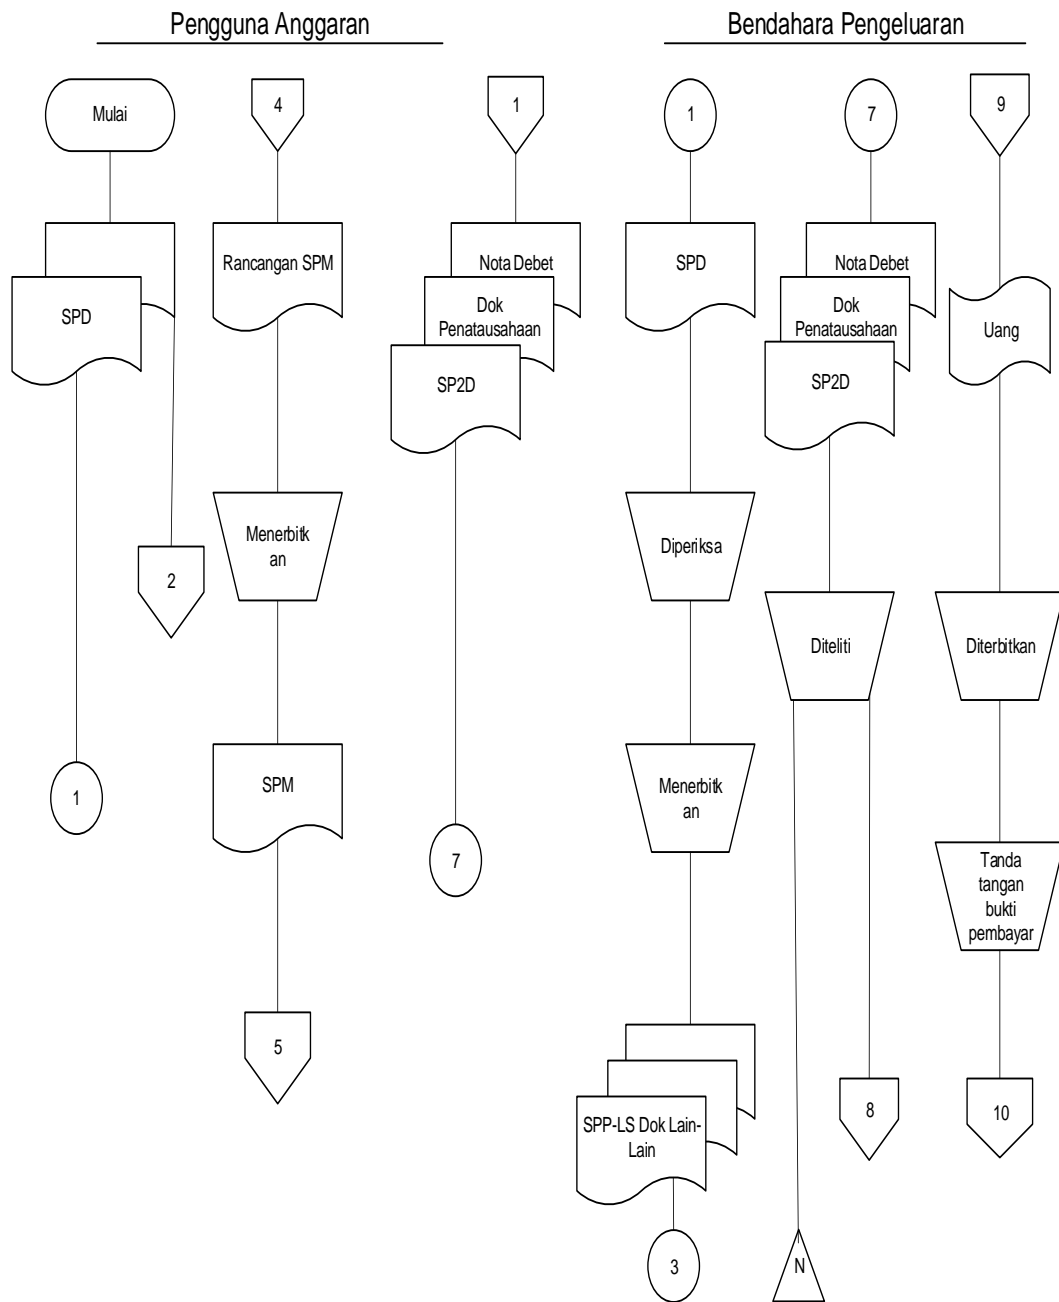 Pengguna Anggaran
Bendahara Pengeluaran
Mulai
SPD
1
2
4
Rancangan SPM
Menerbitk
an
SPM
5
1
Nota Debet
Dok
Penatausahaan
SP2D
7
1
SPD
Diperiksa
Menerbitk
an
SPP-LS Dok Lain-
Lain
3
7
Nota Debet
Dok
Penatausahaan
SP2D
Diteliti
N
8
9
Uang
Diterbitkan
Tanda
tangan
bukti
pembayar
10